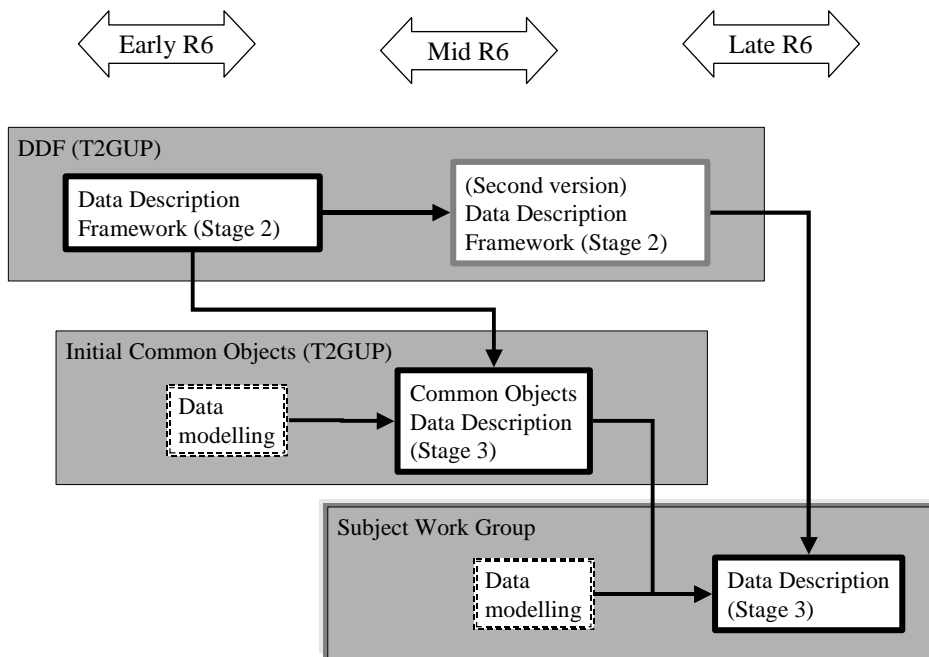 Early R6
Mid R6
Late R6
DDF (T2GUP)
Data Description
Framework (Stage 2)
(Second version)
Data Description
Framework (Stage 2)
Initial Common Objects (T2GUP)
Data
modelling
Common Objects
Data Description
(Stage 3)
Subject Work Group
Data
modelling
Data Description
(Stage 3)